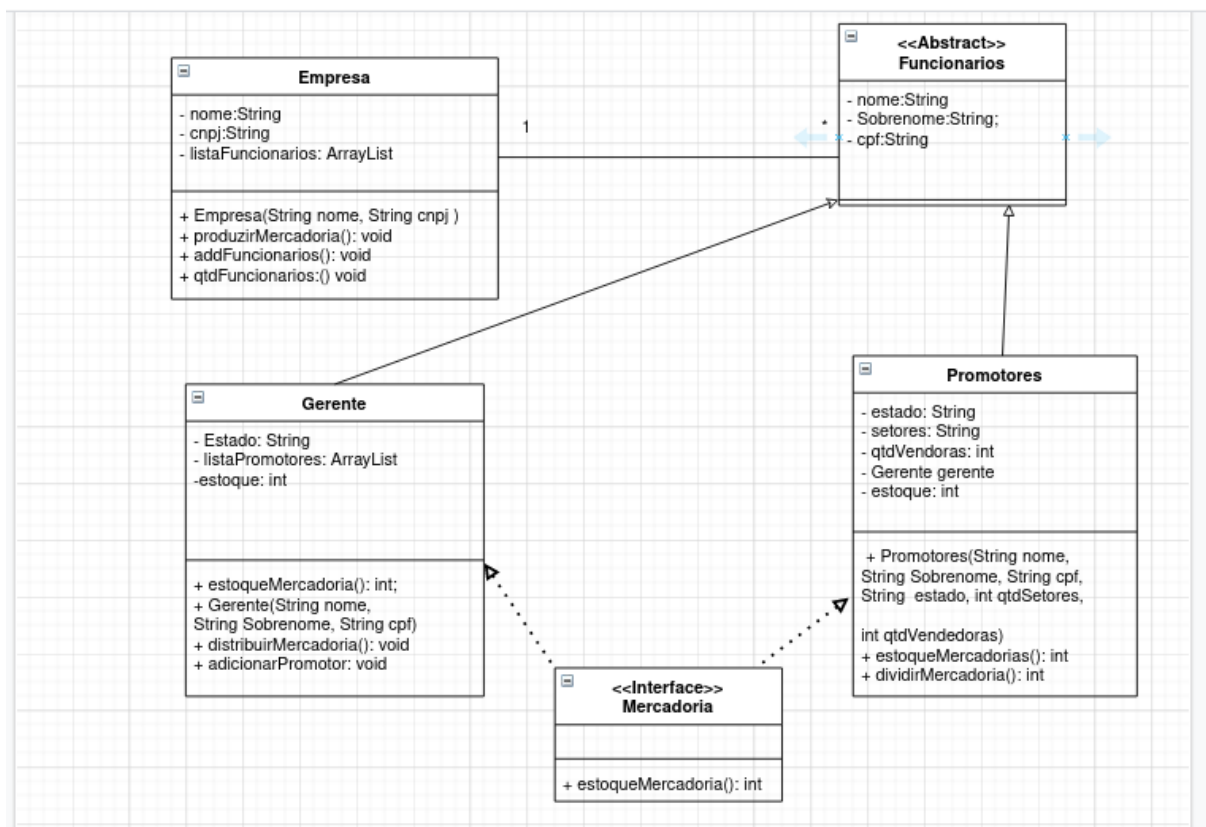 Empresa
- nome:String
- cnpj:String
- listaFuncionarios: ArrayList
+ Empresa(String nome, String cnpj )
+ produzirMercadoria(): void
+ addFuncionarios(): void
+ qtdFuncionarios:() void
1
*
<<Abstract>>
Funcionarios
- nome:String
- Sobrenome:String;
- cpf:String
Gerente
- Estado: String
- listaPromotores: ArrayList
-estoque: int
+ estoqueMercadoria(): int;
+ Gerente(String nome,
String Sobrenome, String cpf)
+ distribuirMercadoria(): void
+ adicionarPromotor: void
Promotores
- estado: String
- setores: String
- qtdVendoras: int
- Gerente gerente
- estoque: int
+ Promotores(String nome,
String Sobrenome, String cpf,
String estado, int qtdSetores,
int qtdVendedoras)
+ estoqueMercadorias(): int
+ dividirMercadoria(): int
<<Interface>>
Mercadoria
+ estoqueMercadoria(): int